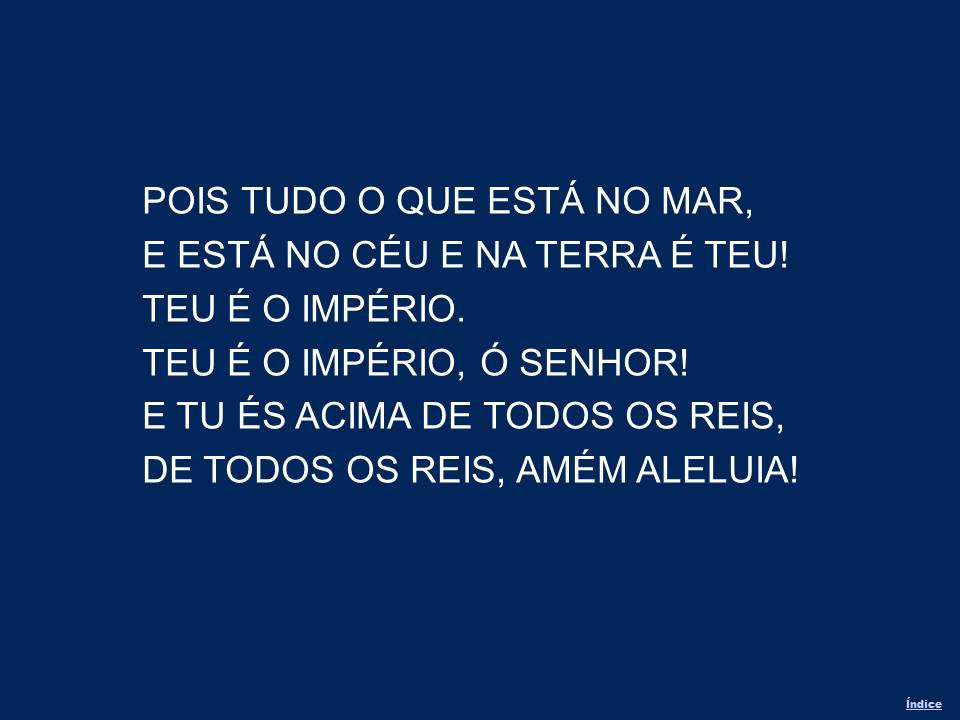 POIS TUDO O QUE ESTÁ NO MAR,
E ESTÁ NO CÉU E NA TERRA É TEU!
TEU É O IMPÉRIO.
TEU É O IMPÉRIO, Ó SENHOR!
E TU ÉS ACIMA DE TODOS OS REIS,
DE TODOS OS REIS, AMÉM ALELUIA!
Índice